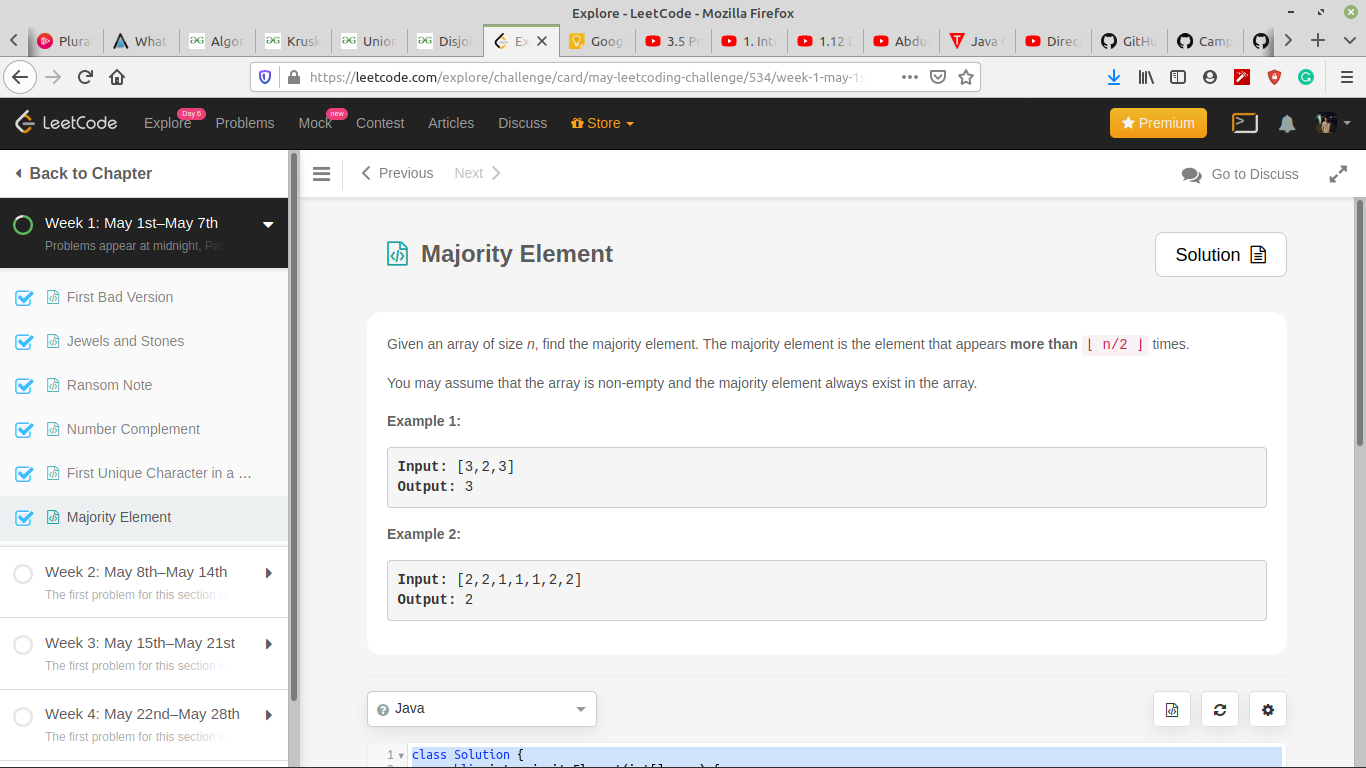 Explore - LeetCode - Mozilla Firefox
Plura
What
Algor
Krusk
Union
Disjo
Ex
Goog
3.5 P
1. Int
1.12
Abdu
Java
Direc
GitHu
Camp
https://leetcode.com/explore/challenge/card/may-leetcoding-challenge/534/week-1-may-1s
LeetCode
Explore
Day 6
Problems
Mock
new
Contest
Articles
Discuss
Store
Premium
Back to Chapter
Previous
Next
Go to Discuss
Week 1: May 1st–May 7th
Problems appear at midnight, Pa
First Bad Version
Jewels and Stones
Ransom Note
Number Complement
First Unique Character in a ...
Majority Element
Week 2: May 8th–May 14th
The first problem for this section
Week 3: May 15th–May 21st
The first problem for this section
Week 4: May 22nd–May 28th
The first problem for this section
Majority Element
Solution
Given an array of size n, find the majority element. The majority element is the element that appears more than ⌊ n/2 ⌋ times.
You may assume that the array is non-empty and the majority element always exist in the array.
Example 1:
Input: [3,2,3]
Output: 3
Example 2:
Input: [2,2,1,1,1,2,2]
Output: 2
Java
1
class Solution {